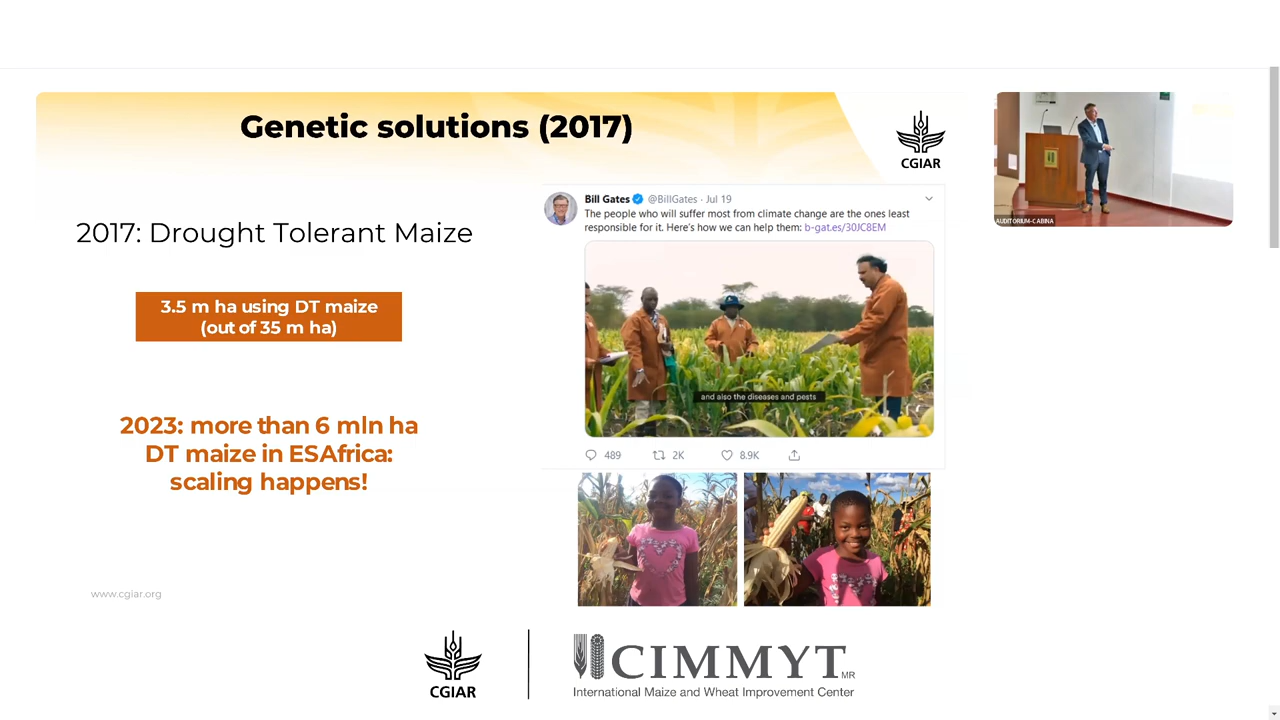 Genetic solutions (2017)
CGIAR
2017: Drought Tolerant Maize
3.5 m ha using DT maize
(out of 35 m ha)
2023: more than 6 mln ha
DT maize in ESAfrica:
scaling happens!
www.cgiar.org
Bill Gates @BillGates · Jul 19
The people who will suffer most from climate change are the ones least
responsible for it. Here's how we can help them: b-gat.es/30JC8EM
and also the diseases and pests
489 2K 8.9K
AUDITORIUM-CABINA
CGIAR
CIMMYT MR
International Maize and Wheat Improvement Center